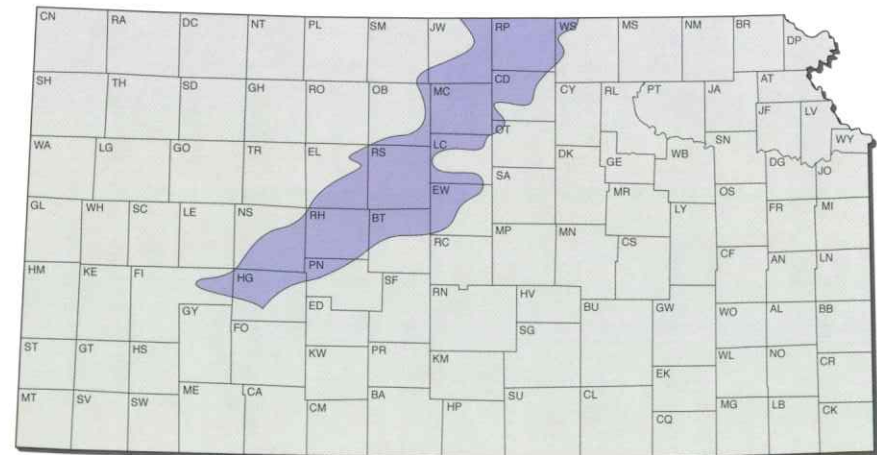 CN RA DC NT PL SM JW RP WS MS NM BR DP
SH TH SD GH RO OB MC CD CY RL PT JA AT
JF LV WY
WA LG GO TR EL RS LC OT DK GE WB SN DG JO
EW SA MR OS
GL WH SC LE NS RH BT LY FR MI
RC MP MN CS CF AN LN
HM KE FI HG PN SF
GY ED RN HV BU GW WO AL BB
FO SG
ST GT HS KW PR KM WL NO CR
EK
MT SV SW ME CA CM BA HP SU CL CQ MG LB CK